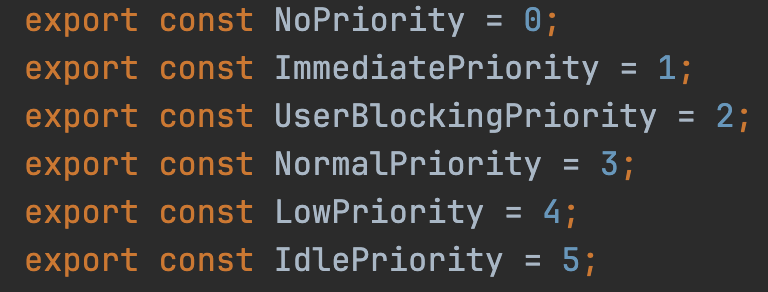 export const NoPriority = 0;
export const ImmediatePriority = 1;
export const UserBlockingPriority = 2;
export const NormalPriority = 3;
export const LowPriority = 4;
export const IdlePriority = 5;